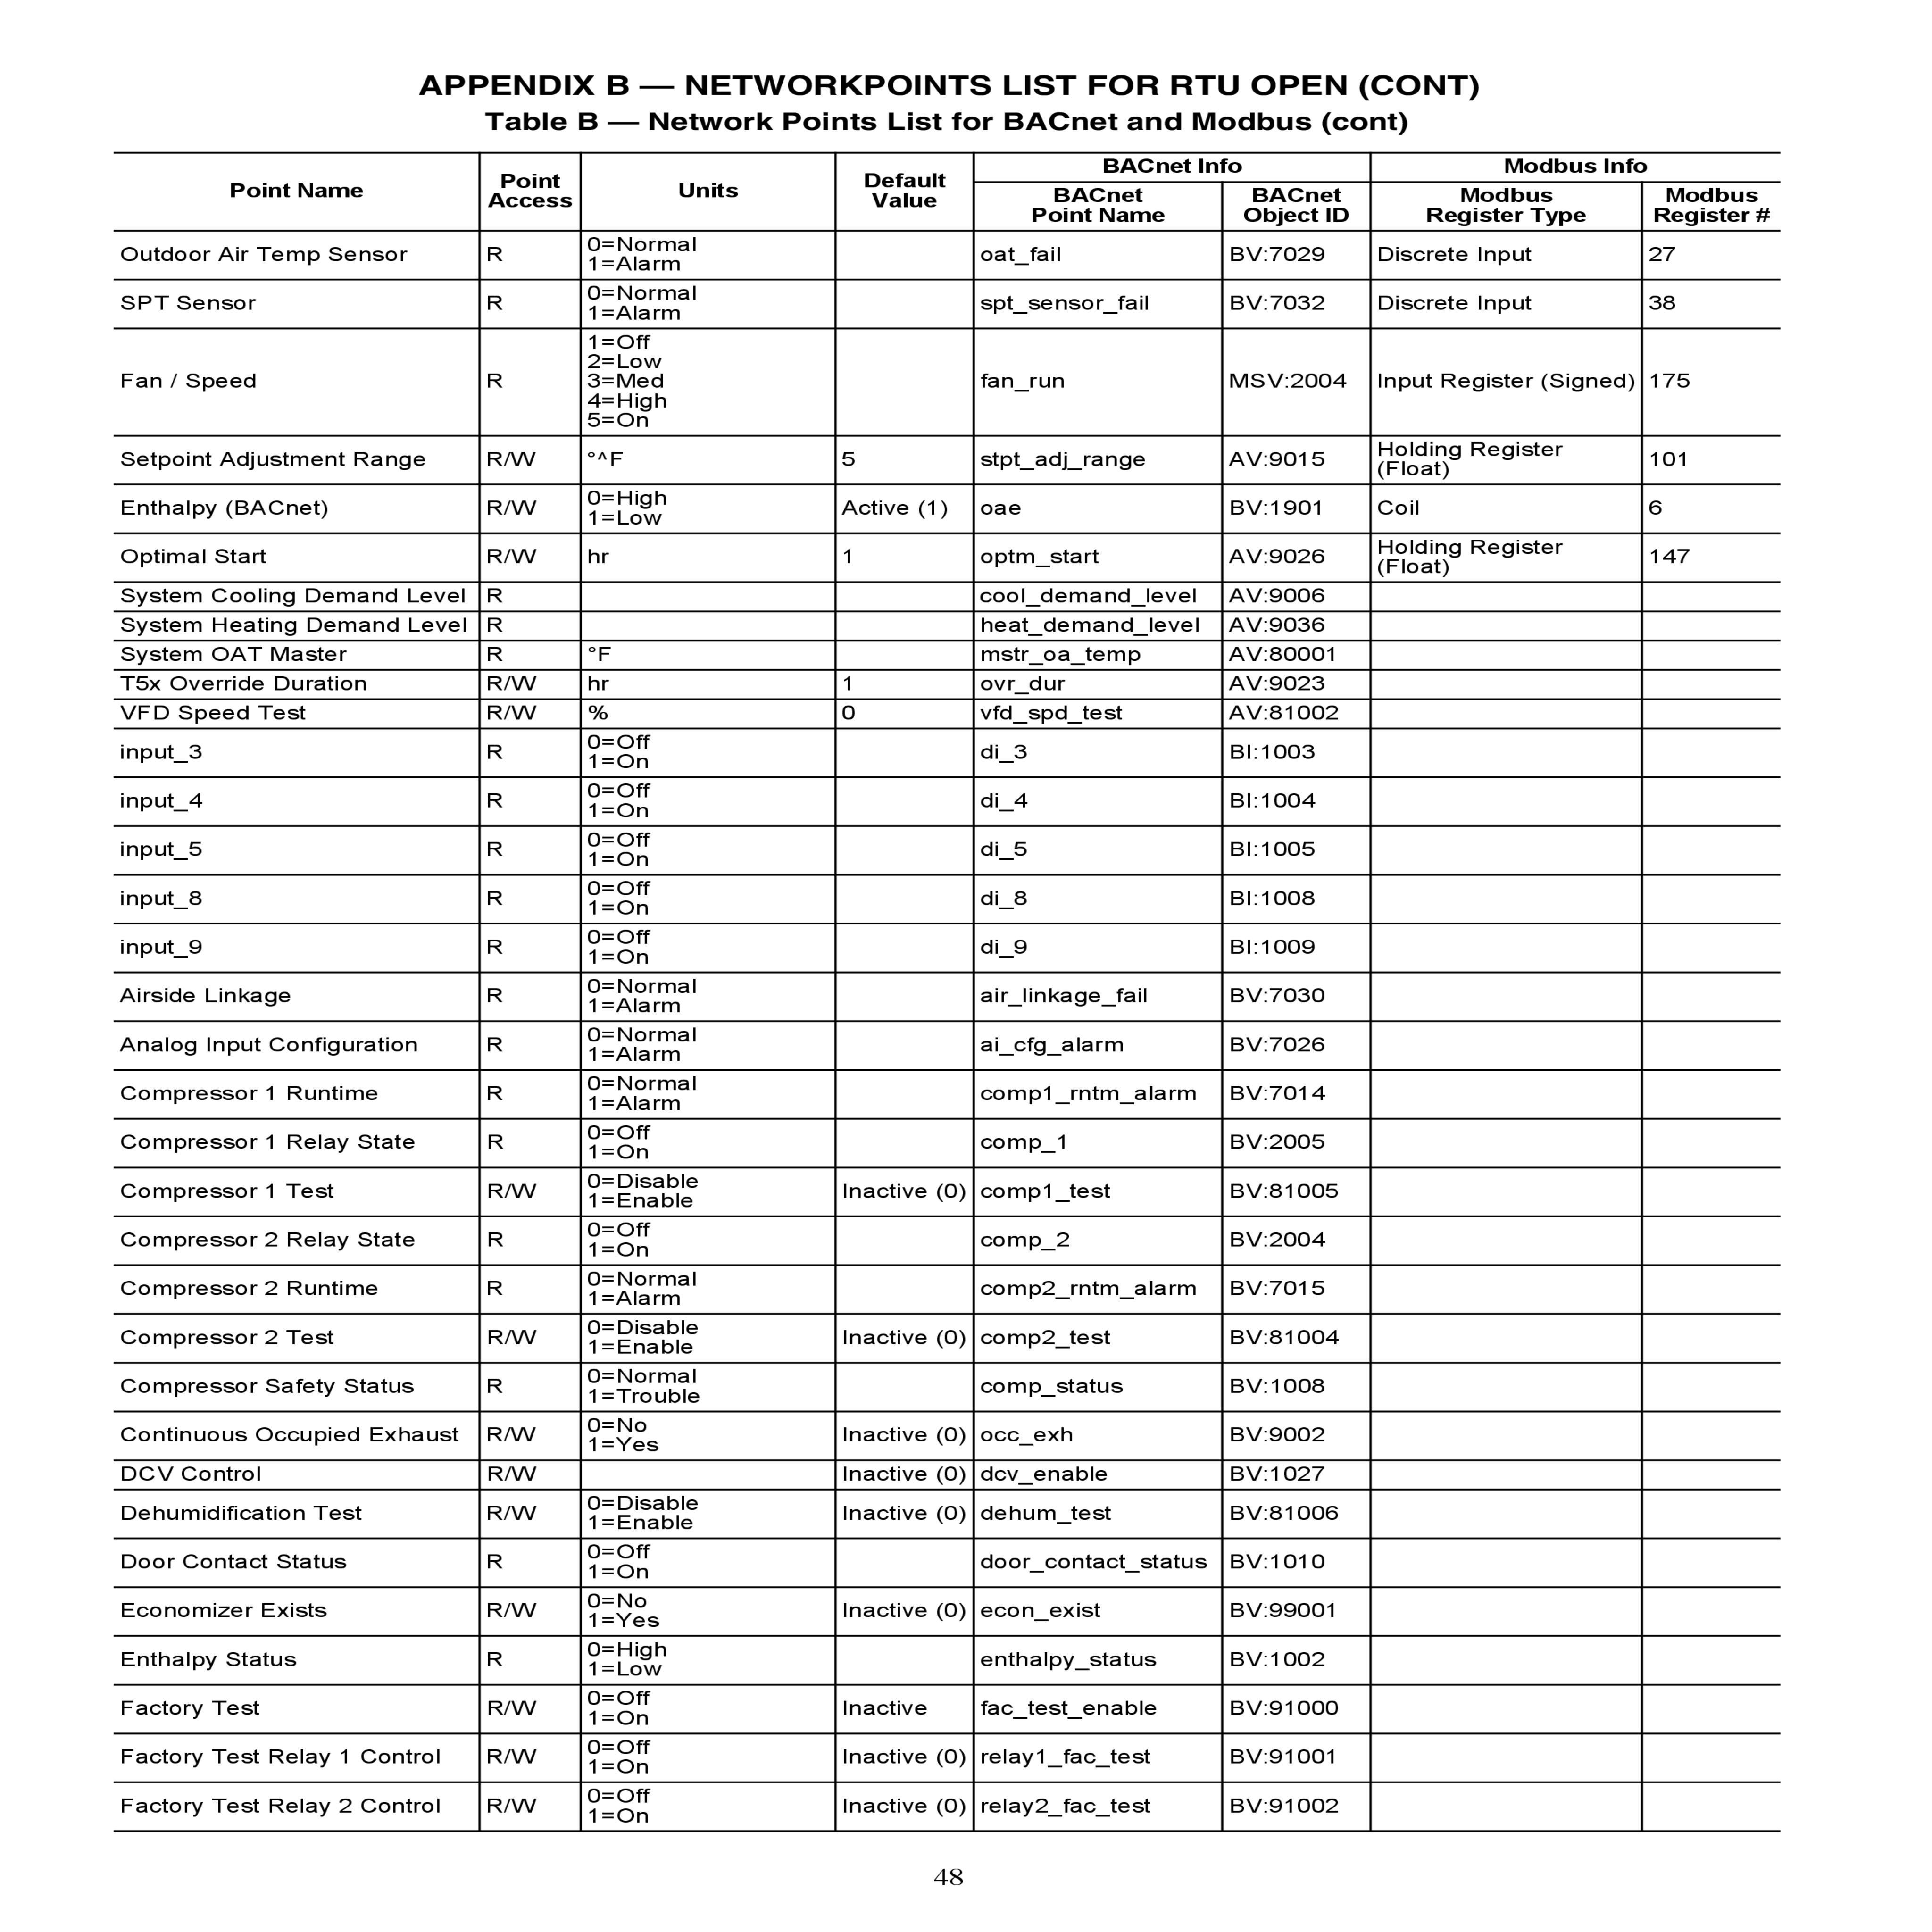 APPENDIX B — NETWORKPOINTS LIST FOR RTU OPEN (CONT)
Table B — Network Points List for BACnet and Modbus (cont)
Point Name Point Access Units Default Value BACnet Info Modbus Info
BACnet Point Name BACnet Object ID Modbus Register Type Modbus Register #
Outdoor Air Temp Sensor R 0=Normal 1=Alarm oat_fail BV:7029 Discrete Input 27
SPT Sensor R 0=Normal 1=Alarm spt_sensor_fail BV:7032 Discrete Input 38
Fan / Speed R 1=Off 2=Low 3=Med 4=High 5=On fan_run MSV:2004 Input Register (Signed) 175
Setpoint Adjustment Range R/W °^F 5 stpt_adj_range AV:9015 Holding Register (Float) 101
Enthalpy (BACnet) R/W 0=High 1=Low Active (1) oae BV:1901 Coil 6
Optimal Start R/W hr 1 optm_start AV:9026 Holding Register (Float) 147
System Cooling Demand Level R cool_demand_level AV:9006
System Heating Demand Level R heat_demand_level AV:9036
System OAT Master R °F mstr_oa_temp AV:80001
T5x Override Duration R/W hr 1 ovr_dur AV:9023
VFD Speed Test R/W % 0 vfd_spd_test AV:81002
input_3 R 0=Off 1=On di_3 BI:1003
input_4 R 0=Off 1=On di_4 BI:1004
input_5 R 0=Off 1=On di_5 BI:1005
input_8 R 0=Off 1=On di_8 BI:1008
input_9 R 0=Off 1=On di_9 BI:1009
Airside Linkage R 0=Normal 1=Alarm air_linkage_fail BV:7030
Analog Input Configuration R 0=Normal 1=Alarm ai_cfg_alarm BV:7026
Compressor 1 Runtime R 0=Normal 1=Alarm comp1_rntm_alarm BV:7014
Compressor 1 Relay State R 0=Off 1=On comp_1 BV:2005
Compressor 1 Test R/W 0=Disable 1=Enable Inactive (0) comp1_test BV:81005
Compressor 2 Relay State R 0=Off 1=On comp_2 BV:2004
Compressor 2 Runtime R 0=Normal 1=Alarm comp2_rntm_alarm BV:7015
Compressor 2 Test R/W 0=Disable 1=Enable Inactive (0) comp2_test BV:81004
Compressor Safety Status R 0=Normal 1=Trouble comp_status BV:1008
Continuous Occupied Exhaust R/W 0=No 1=Yes Inactive (0) occ_exh BV:9002
DCV Control R/W Inactive (0) dcv_enable BV:1027
Dehumidification Test R/W 0=Disable 1=Enable Inactive (0) dehum_test BV:81006
Door Contact Status R 0=Off 1=On door_contact_status BV:1010
Economizer Exists R/W 0=No 1=Yes Inactive (0) econ_exist BV:99001
Enthalpy Status R 0=High 1=Low enthalpy_status BV:1002
Factory Test R/W 0=Off 1=On Inactive fac_test_enable BV:91000
Factory Test Relay 1 Control R/W 0=Off 1=On Inactive (0) relay1_fac_test BV:91001
Factory Test Relay 2 Control R/W 0=Off 1=On Inactive (0) relay2_fac_test BV:91002
48